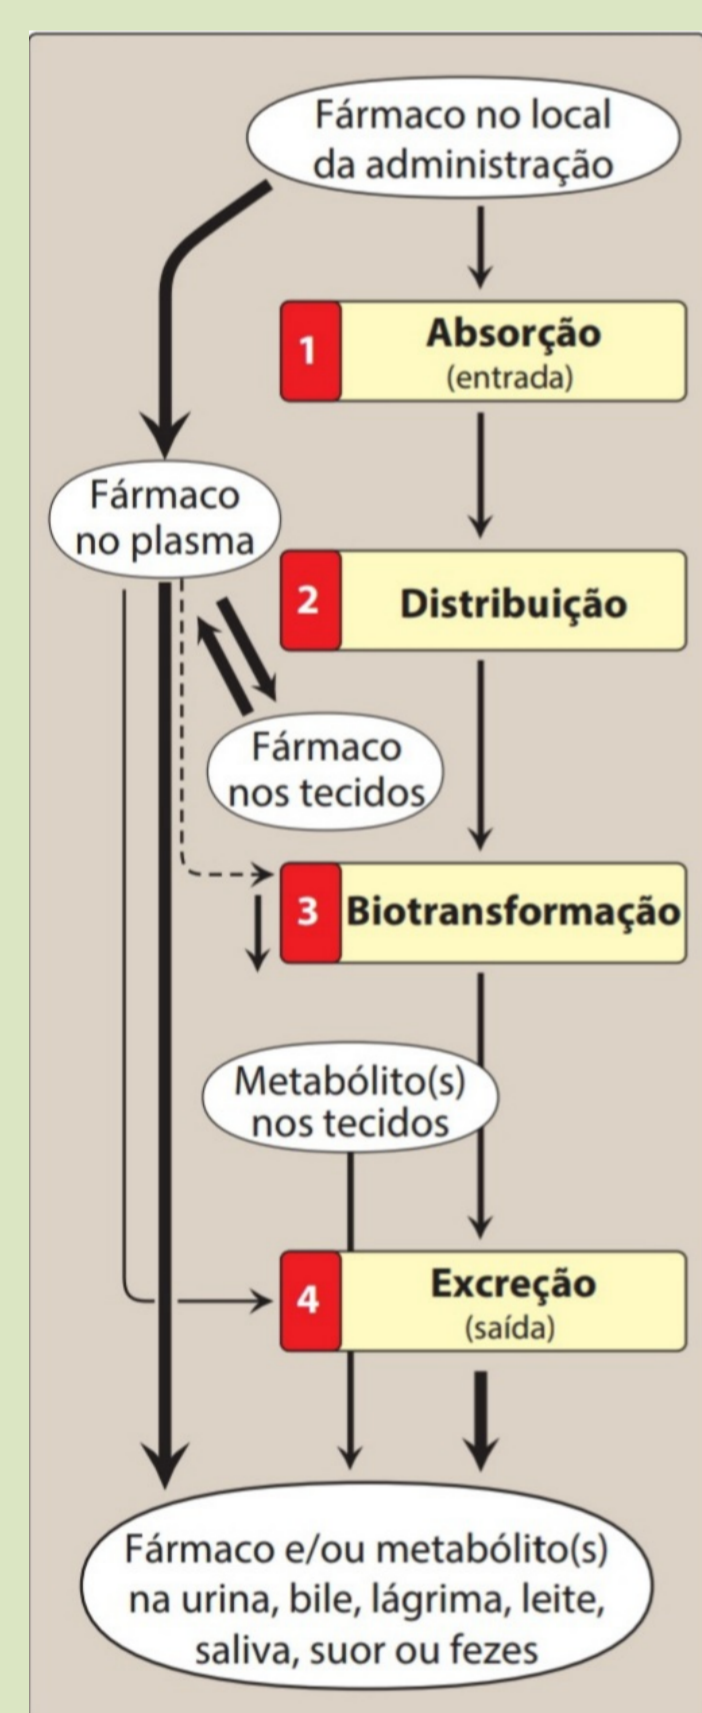 Fármaco no local
da administração
1
Absorção
(entrada)
Fármaco
no plasma
2
Distribuição
Fármaco
nos tecidos
3
Biotransformação
Metabólito(s)
nos tecidos
4
Excreção
(saída)
Fármaco e/ou metabólito(s)
na urina, bile, lágrima, leite,
saliva, suor ou fezes